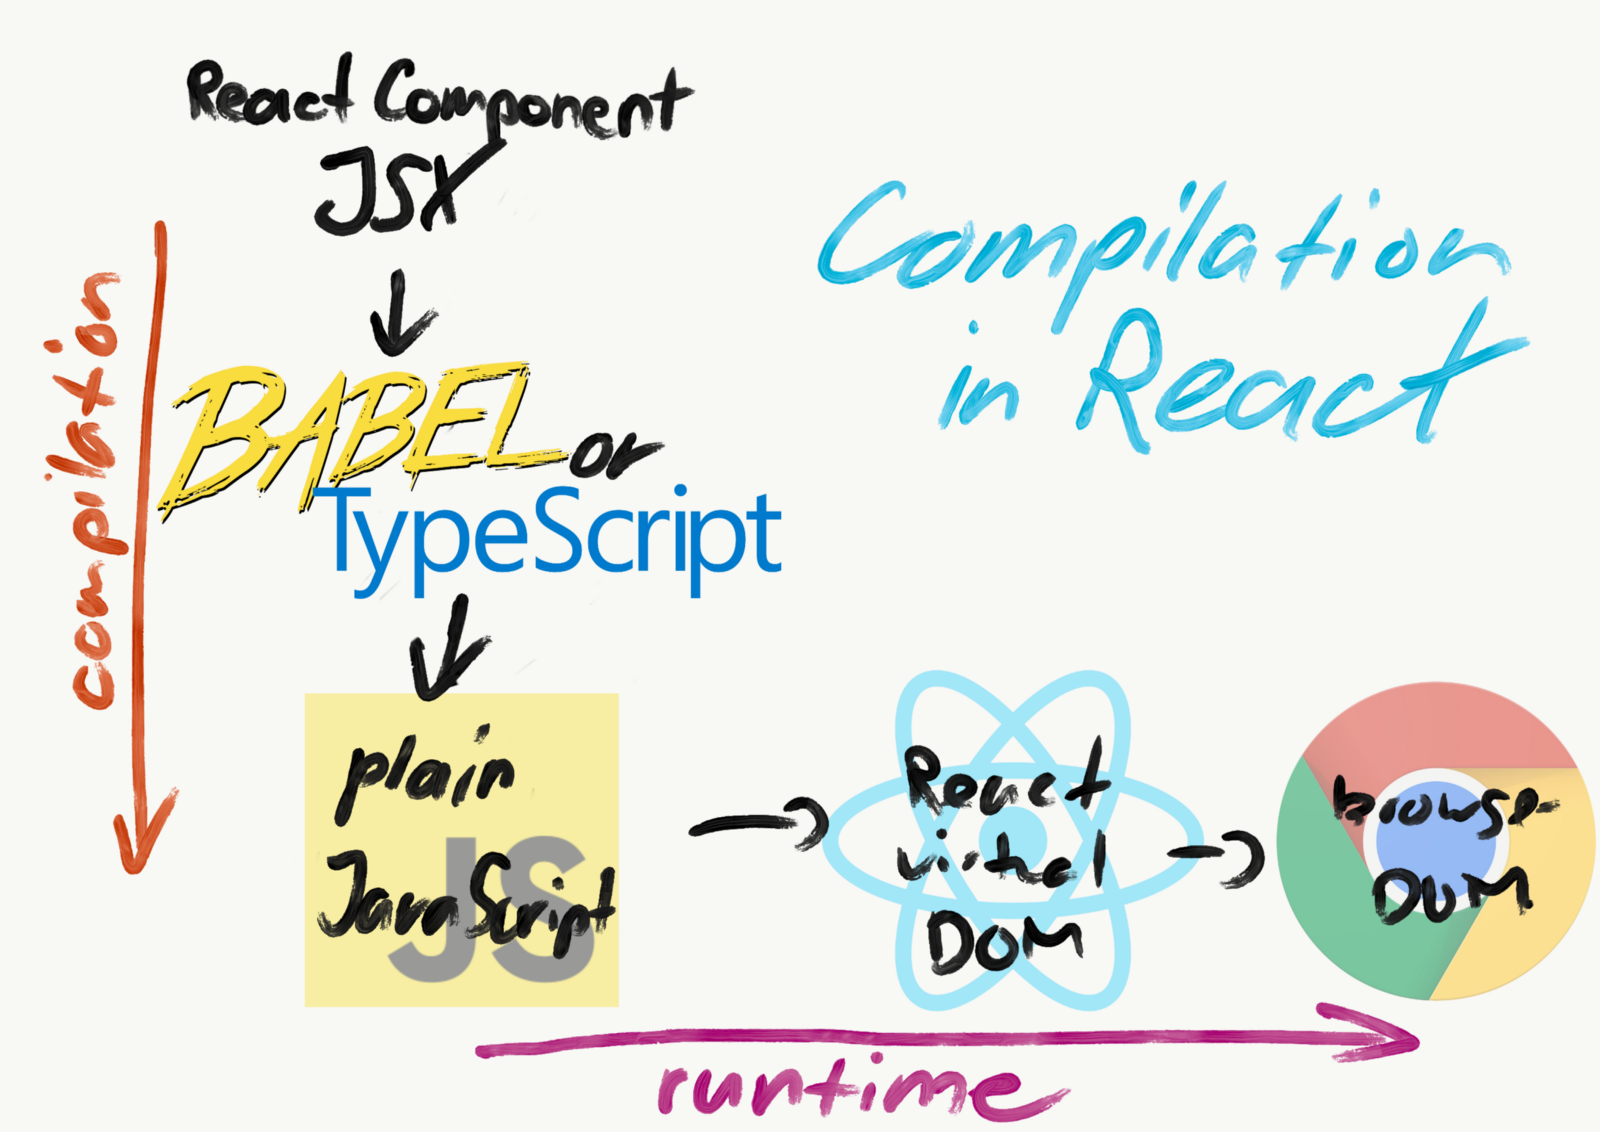 React Component
JSX
Compilation
in React
compilation
BABEL or
TypeScript
plain
JavaScript
JS
React
virtual
DOM
browser
DOM
runtime